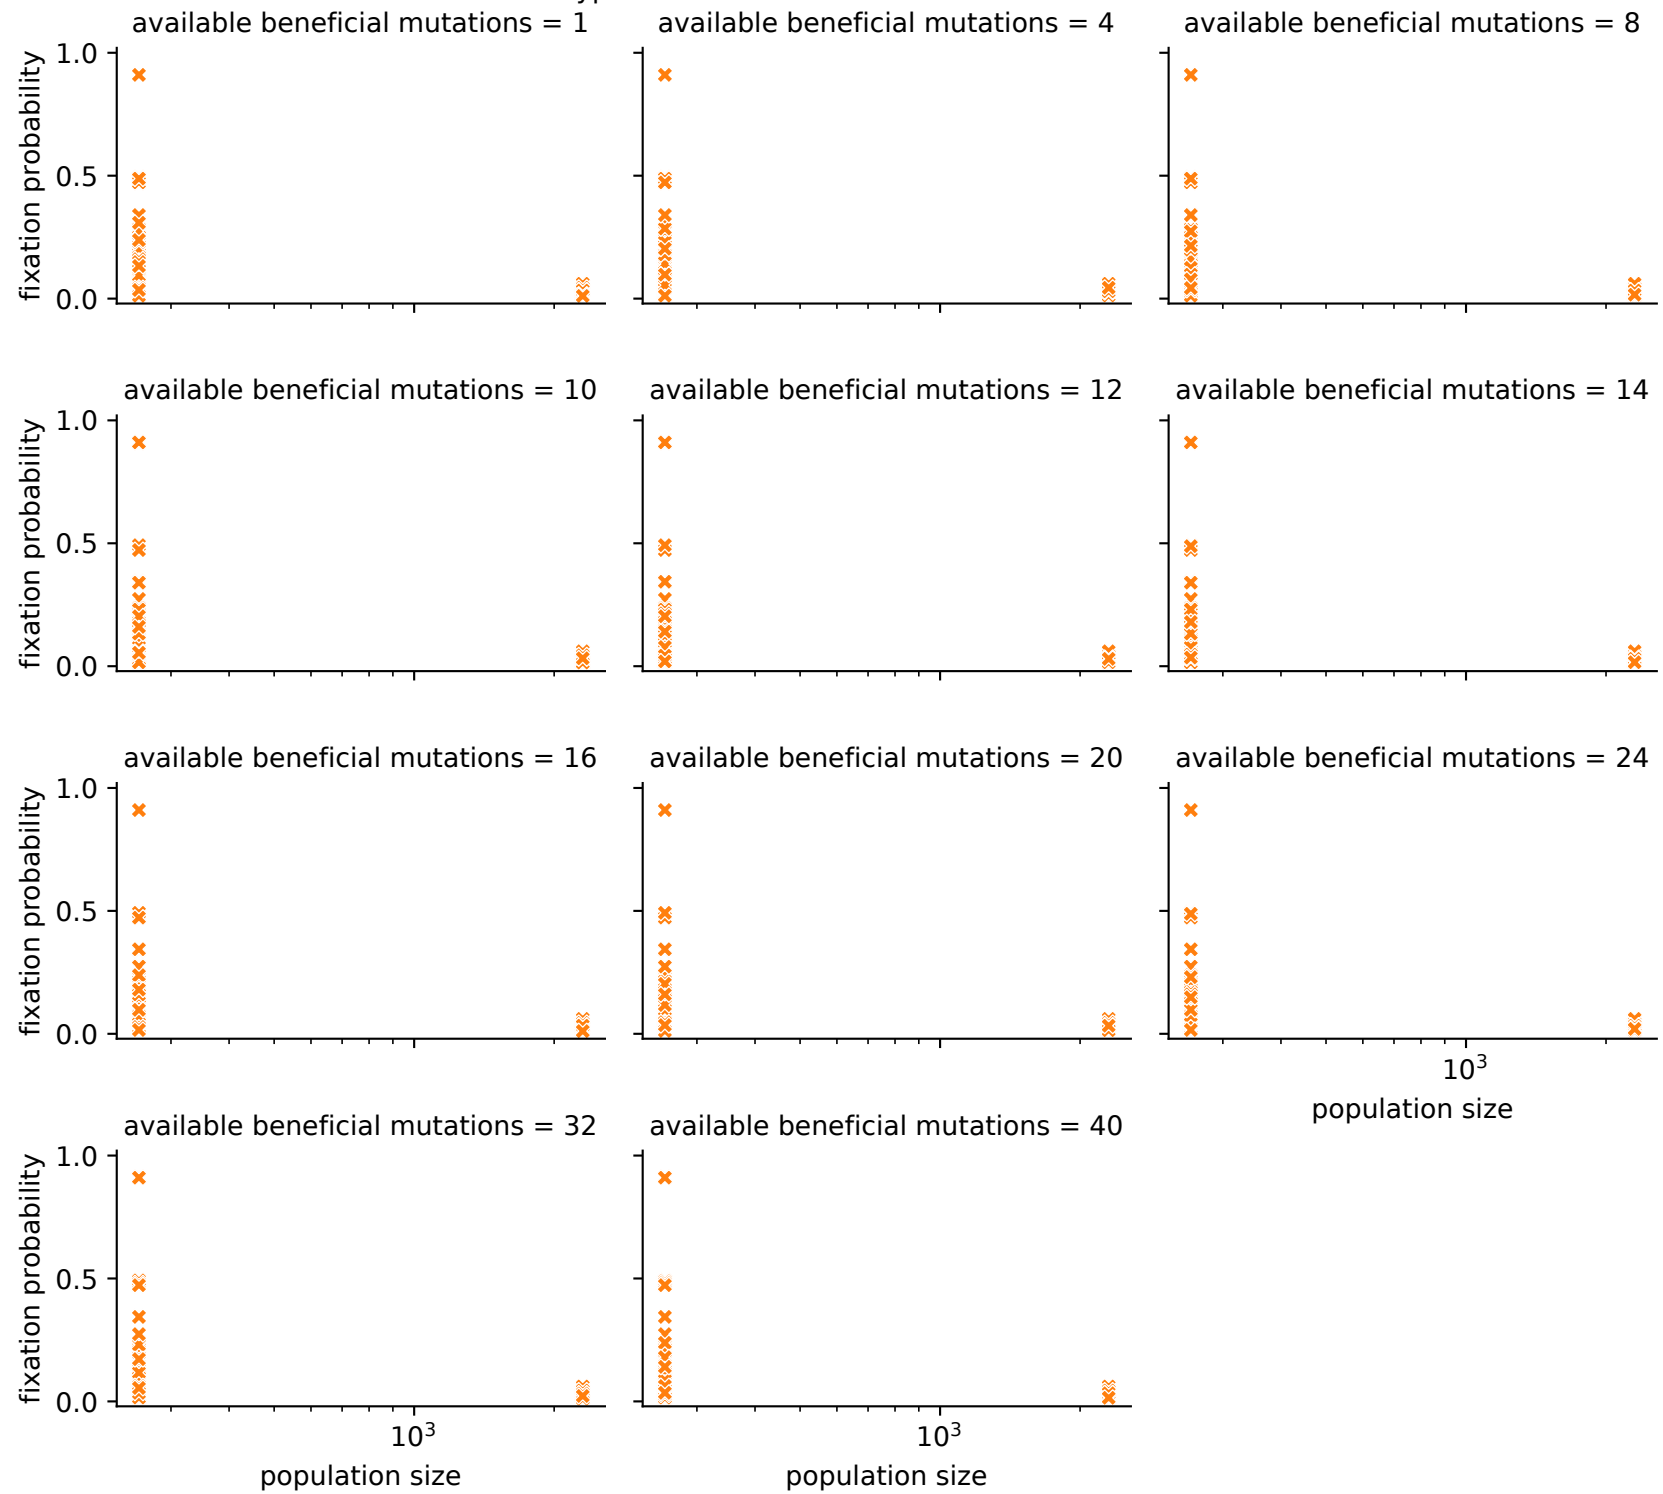 available beneficial mutations = 1
available beneficial mutations = 4
available beneficial mutations = 8
fixation probability
1.0
0.5
0.0
available beneficial mutations = 10
available beneficial mutations = 12
available beneficial mutations = 14
fixation probability
1.0
0.5
0.0
available beneficial mutations = 16
available beneficial mutations = 20
available beneficial mutations = 24
fixation probability
1.0
0.5
0.0
10³
population size
available beneficial mutations = 32
available beneficial mutations = 40
fixation probability
1.0
0.5
0.0
10³
10³
population size
population size